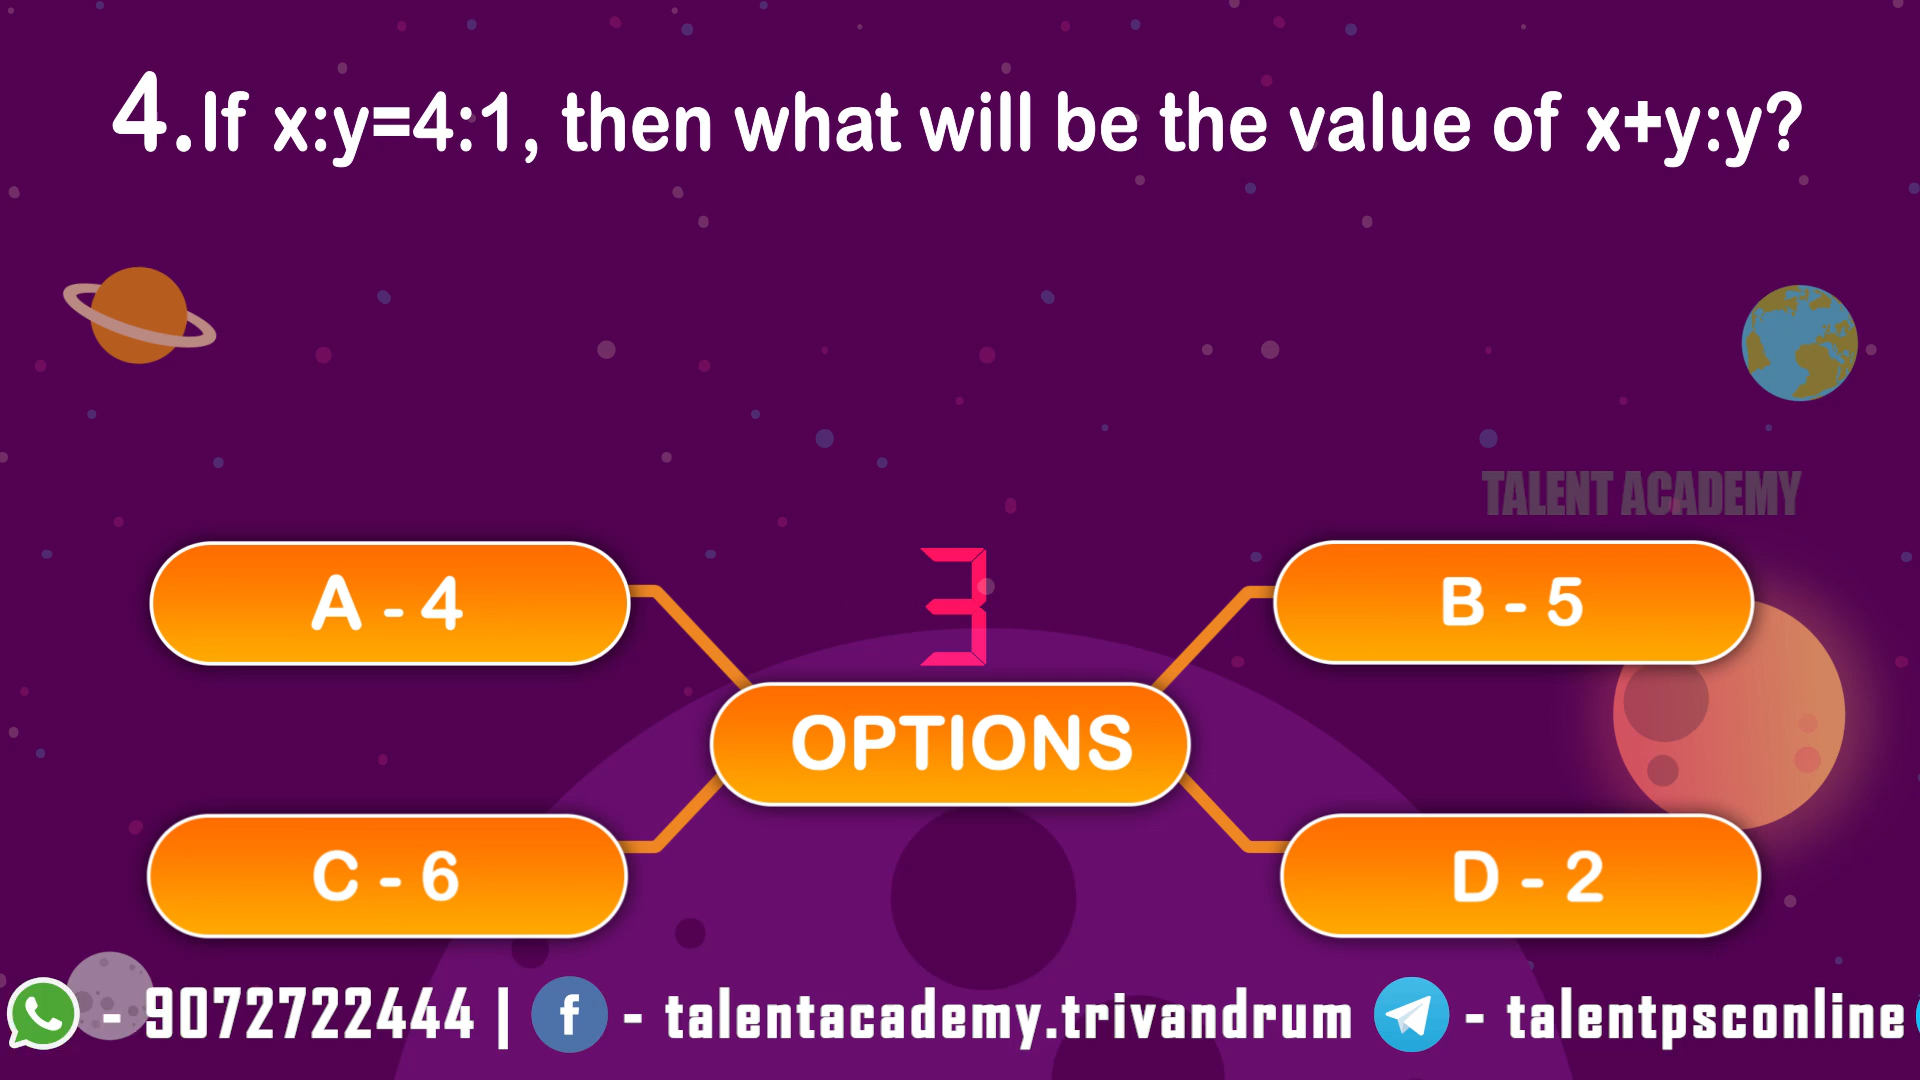 4.If x:y=4:1, then what will be the value of x+y:y?
TALENT ACADEMY
A - 4
3
B - 5
OPTIONS
C - 6
D - 2
- 9072722444 | f - talentacademy.trivandrum - talentpsconline